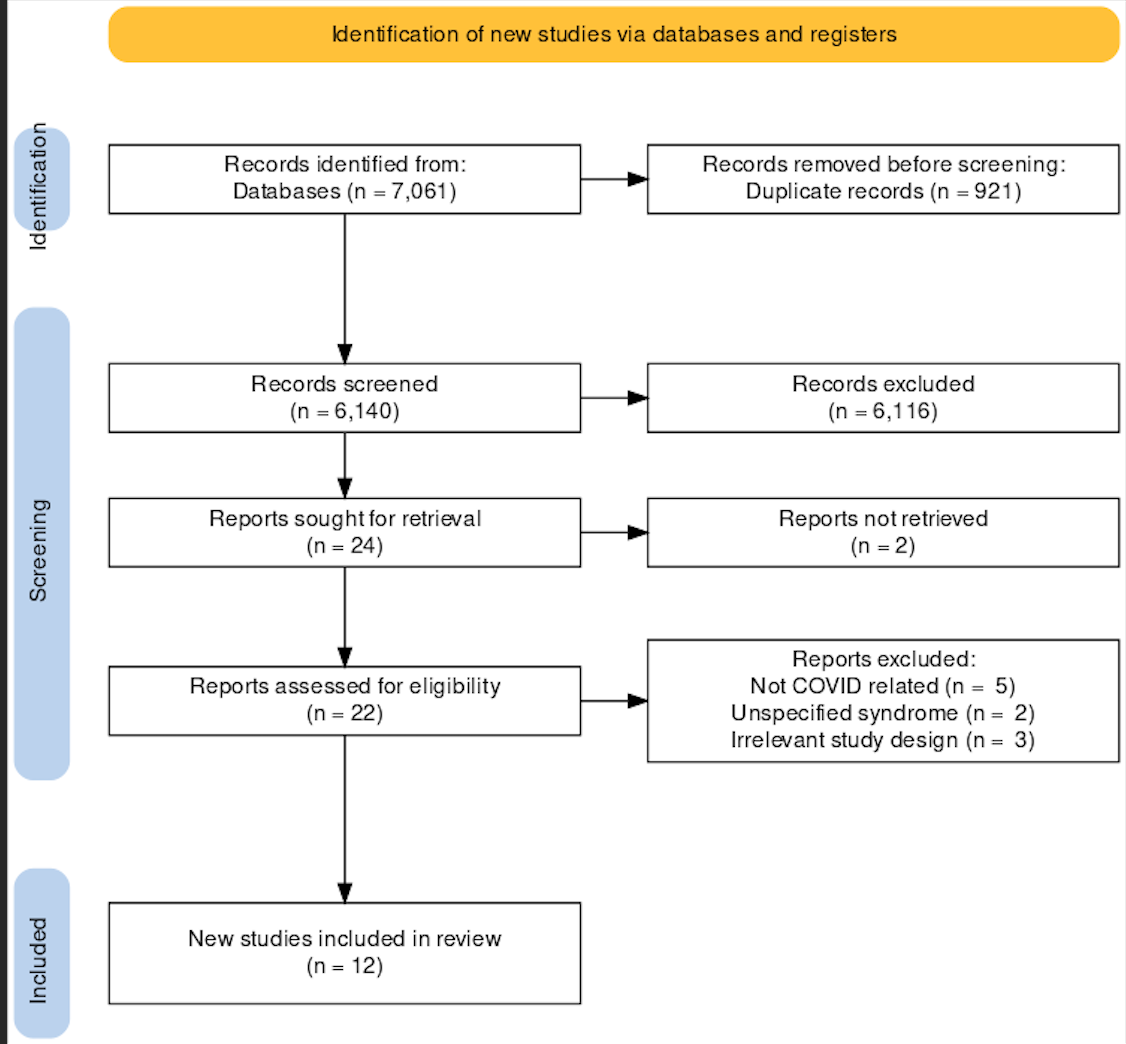 Identification of new studies via databases and registers
Identification
Records identified from:
Databases (n = 7,061)
Records removed before screening:
Duplicate records (n = 921)
Screening
Records screened
(n = 6,140)
Records excluded
(n = 6,116)
Reports sought for retrieval
(n = 24)
Reports not retrieved
(n = 2)
Reports assessed for eligibility
(n = 22)
Reports excluded:
Not COVID related (n = 5)
Unspecified syndrome (n = 2)
Irrelevant study design (n = 3)
Included
New studies included in review
(n = 12)